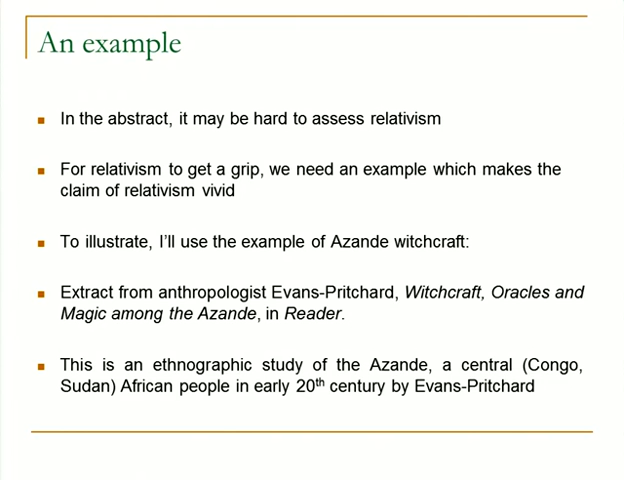 An example
In the abstract, it may be hard to assess relativism
For relativism to get a grip, we need an example which makes the
claim of relativism vivid
To illustrate, I'll use the example of Azande witchcraft:
Extract from anthropologist Evans-Pritchard, Witchcraft, Oracles and
Magic among the Azande, in Reader.
This is an ethnographic study of the Azande, a central (Congo,
Sudan) African people in early 20th century by Evans-Pritchard